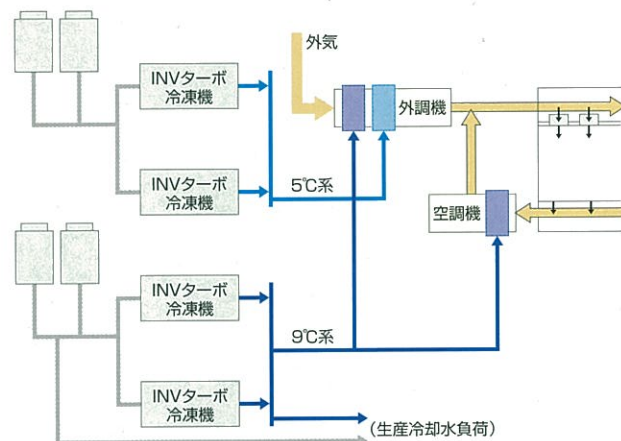 外気
INVターボ
冷凍機
外調機
INVターボ
冷凍機
5℃系
空調機
INVターボ
冷凍機
9℃系
INVターボ
冷凍機
(生産冷却水負荷)